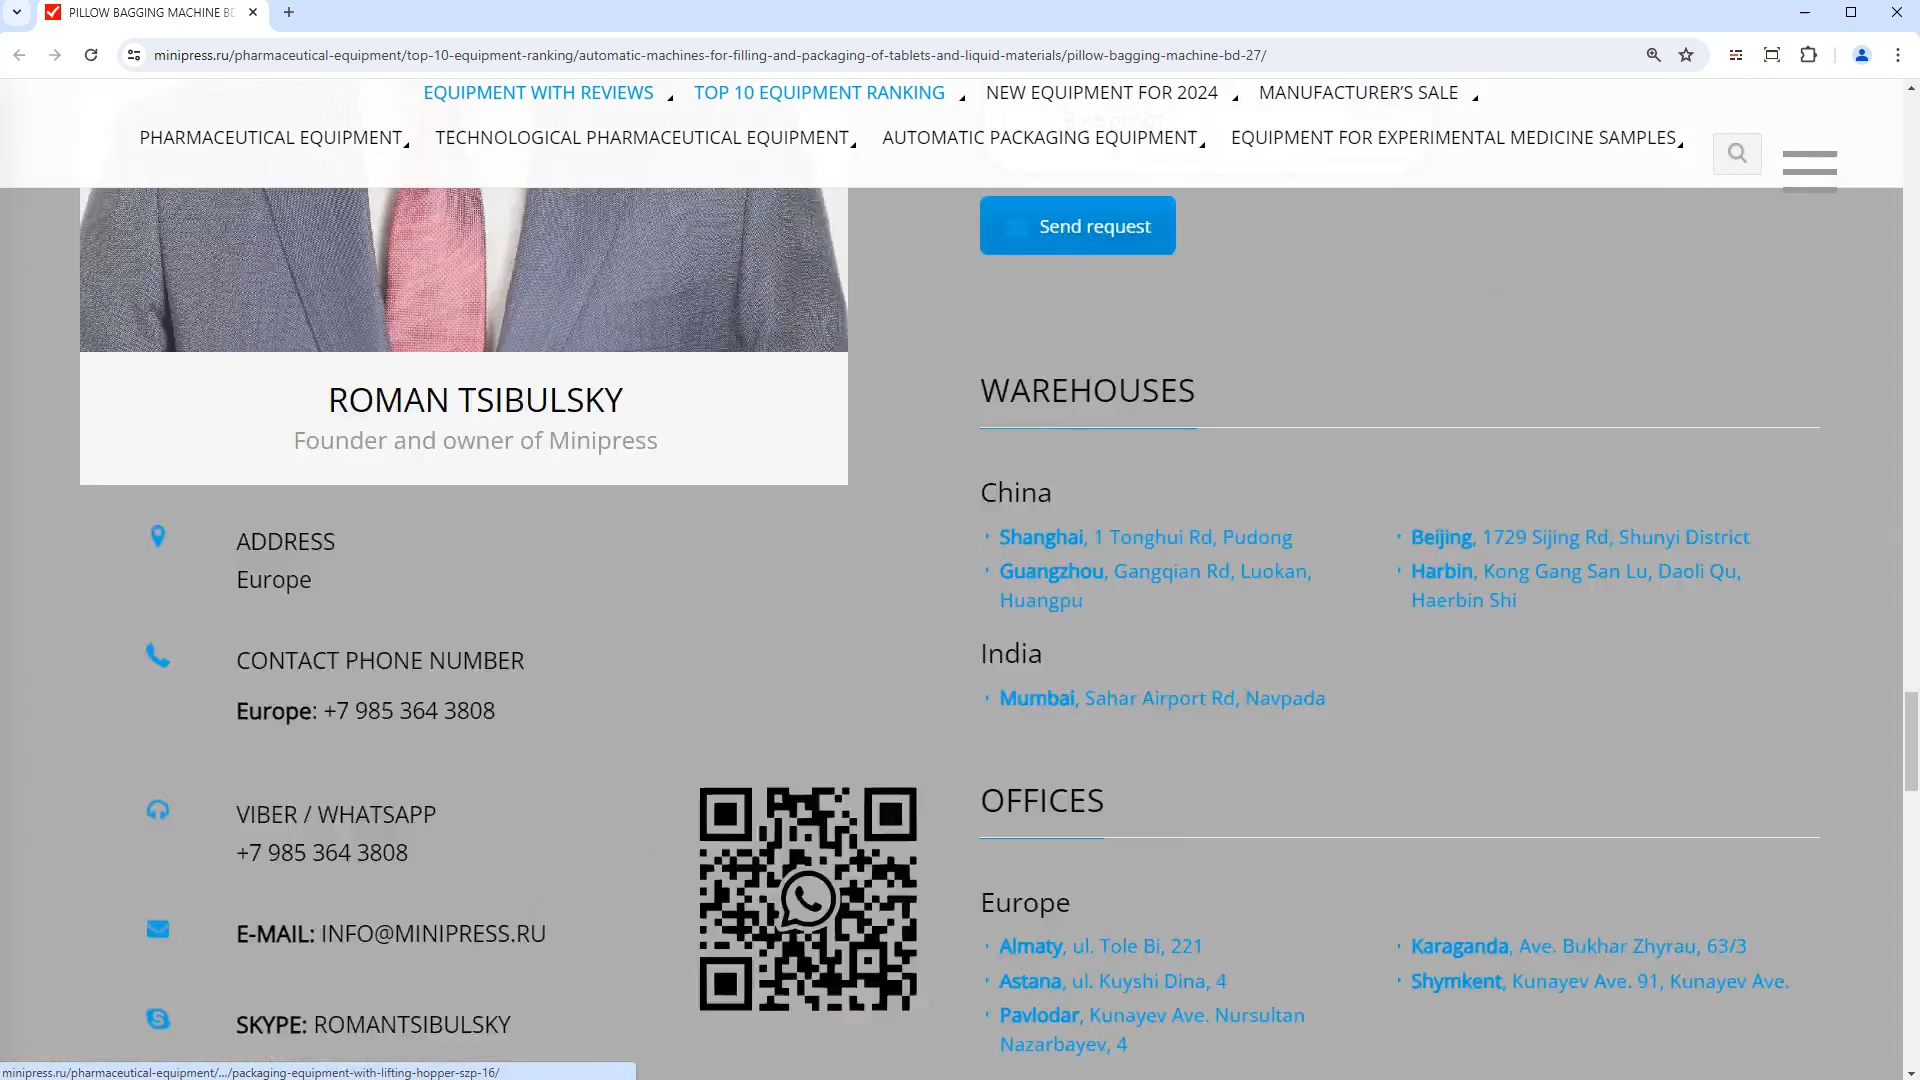 PILLOW BAGGING MACHINE BD
minipress.ru/pharmaceutical-equipment/top-10-equipment-ranking/automatic-machines-for-filling-and-packaging-of-tablets-and-liquid-materials/pillow-bagging-machine-bd-27/
EQUIPMENT WITH REVIEWS TOP 10 EQUIPMENT RANKING NEW EQUIPMENT FOR 2024 MANUFACTURER'S SALE
PHARMACEUTICAL EQUIPMENT TECHNOLOGICAL PHARMACEUTICAL EQUIPMENT AUTOMATIC PACKAGING EQUIPMENT EQUIPMENT FOR EXPERIMENTAL MEDICINE SAMPLES
Send request
ROMAN TSIBULSKY
Founder and owner of Minipress
ADDRESS
Europe
CONTACT PHONE NUMBER
Europe: +7 985 364 3808
VIBER / WHATSAPP
+7 985 364 3808
E-MAIL: INFO@MINIPRESS.RU
SKYPE: ROMANTSIBULSKY
WAREHOUSES
China
Shanghai, 1 Tonghui Rd, Pudong
Guangzhou, Gangqian Rd, Luokan,
Huangpu
Beijing, 1729 Sijing Rd, Shunyi District
Harbin, Kong Gang San Lu, Daoli Qu,
Haerbin Shi
India
Mumbai, Sahar Airport Rd, Navpada
OFFICES
Europe
Almaty, ul. Tole Bi, 221
Astana, ul. Kuyshi Dina, 4
Pavlodar, Kunayev Ave. Nursultan
Nazarbayev, 4
Karaganda, Ave. Bukhar Zhyrau, 63/3
Shymkent, Kunayev Ave. 91, Kunayev Ave.
minipress.ru/pharmaceutical-equipment/.../packaging-equipment-with-lifting-hopper-szp-16/